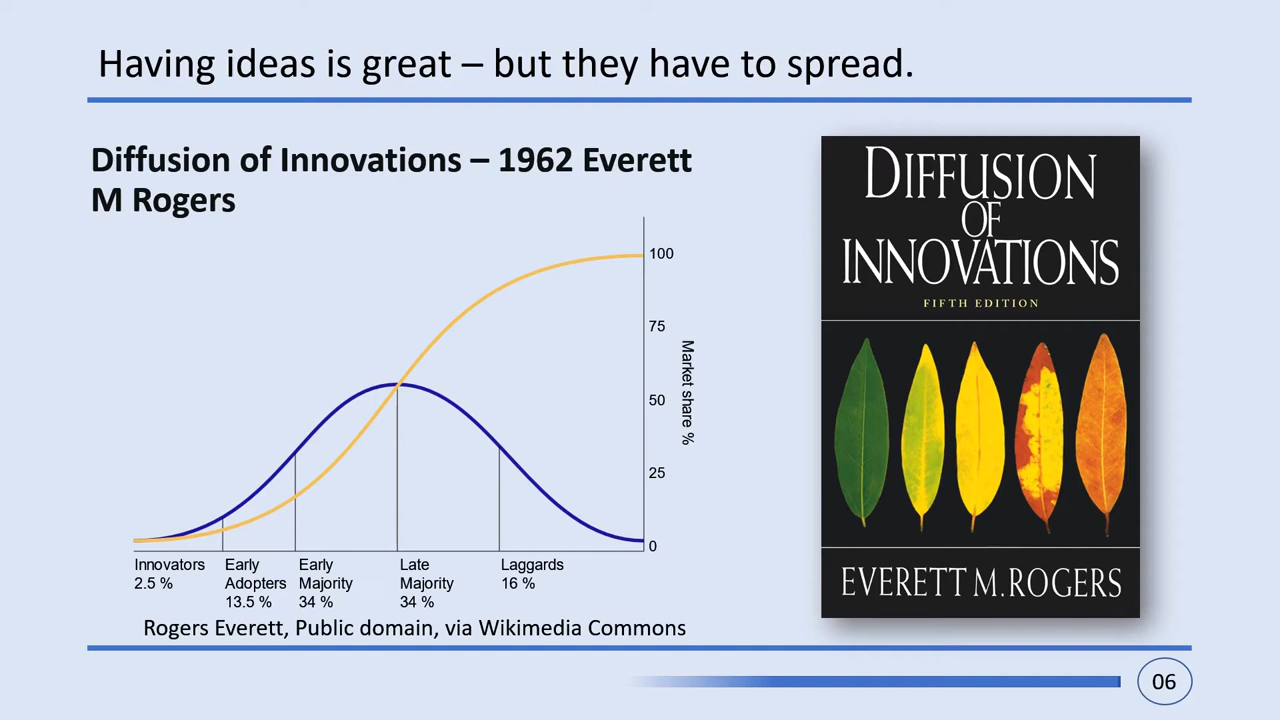 Having ideas is great – but they have to spread.
Diffusion of Innovations – 1962 Everett
M Rogers
100
75
50
25
0
Market share %
Innovators
2.5 %
Early
Adopters
13.5 %
Early
Majority
34 %
Late
Majority
34 %
Laggards
16 %
Rogers Everett, Public domain, via Wikimedia Commons
DIFFUSION
OF
INNOVATIONS
FIFTH EDITION
EVERETT M. ROGERS
06